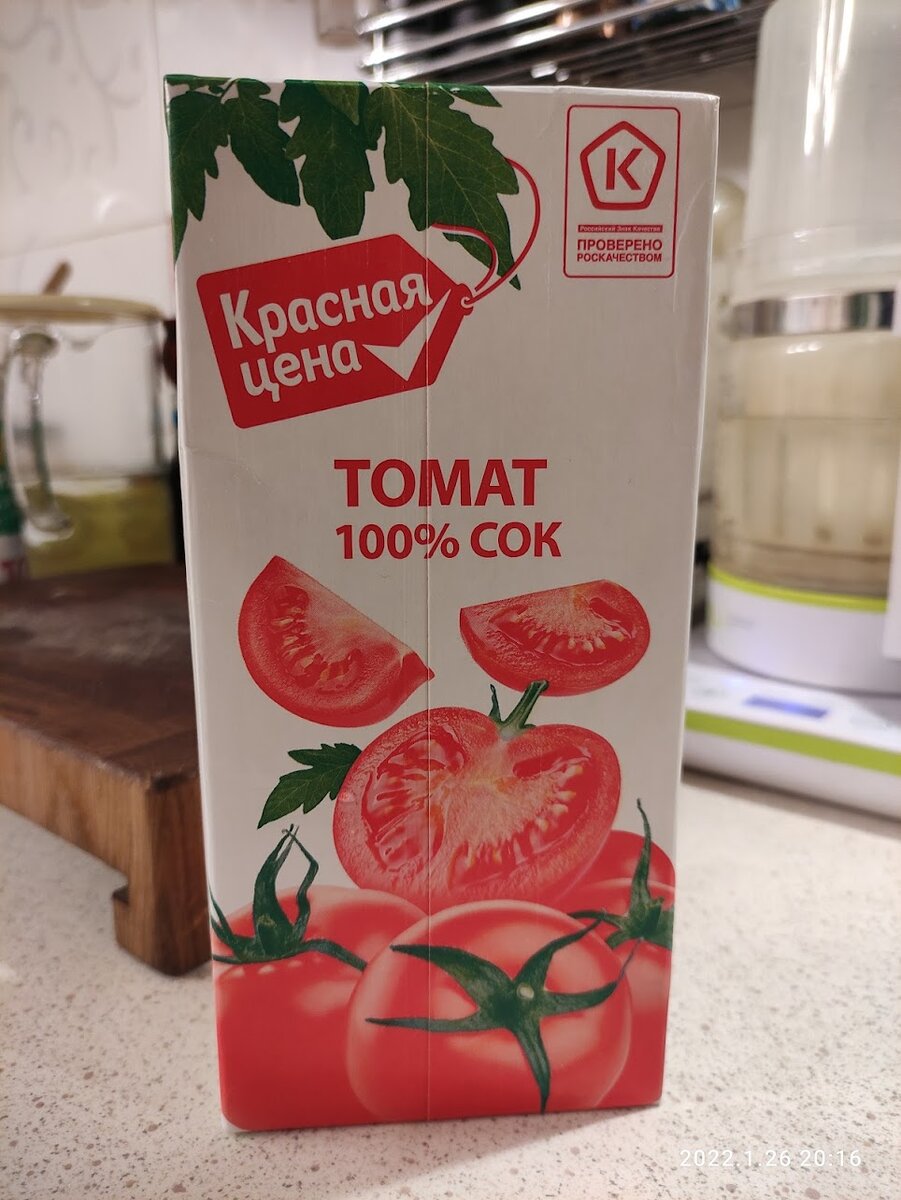 К
Российский Знак Качества
ПРОВЕРЕНО
РОСКАЧЕСТВОМ
Красная
цена
ТОМАТ
100% СОК
2022.1.26 20:16